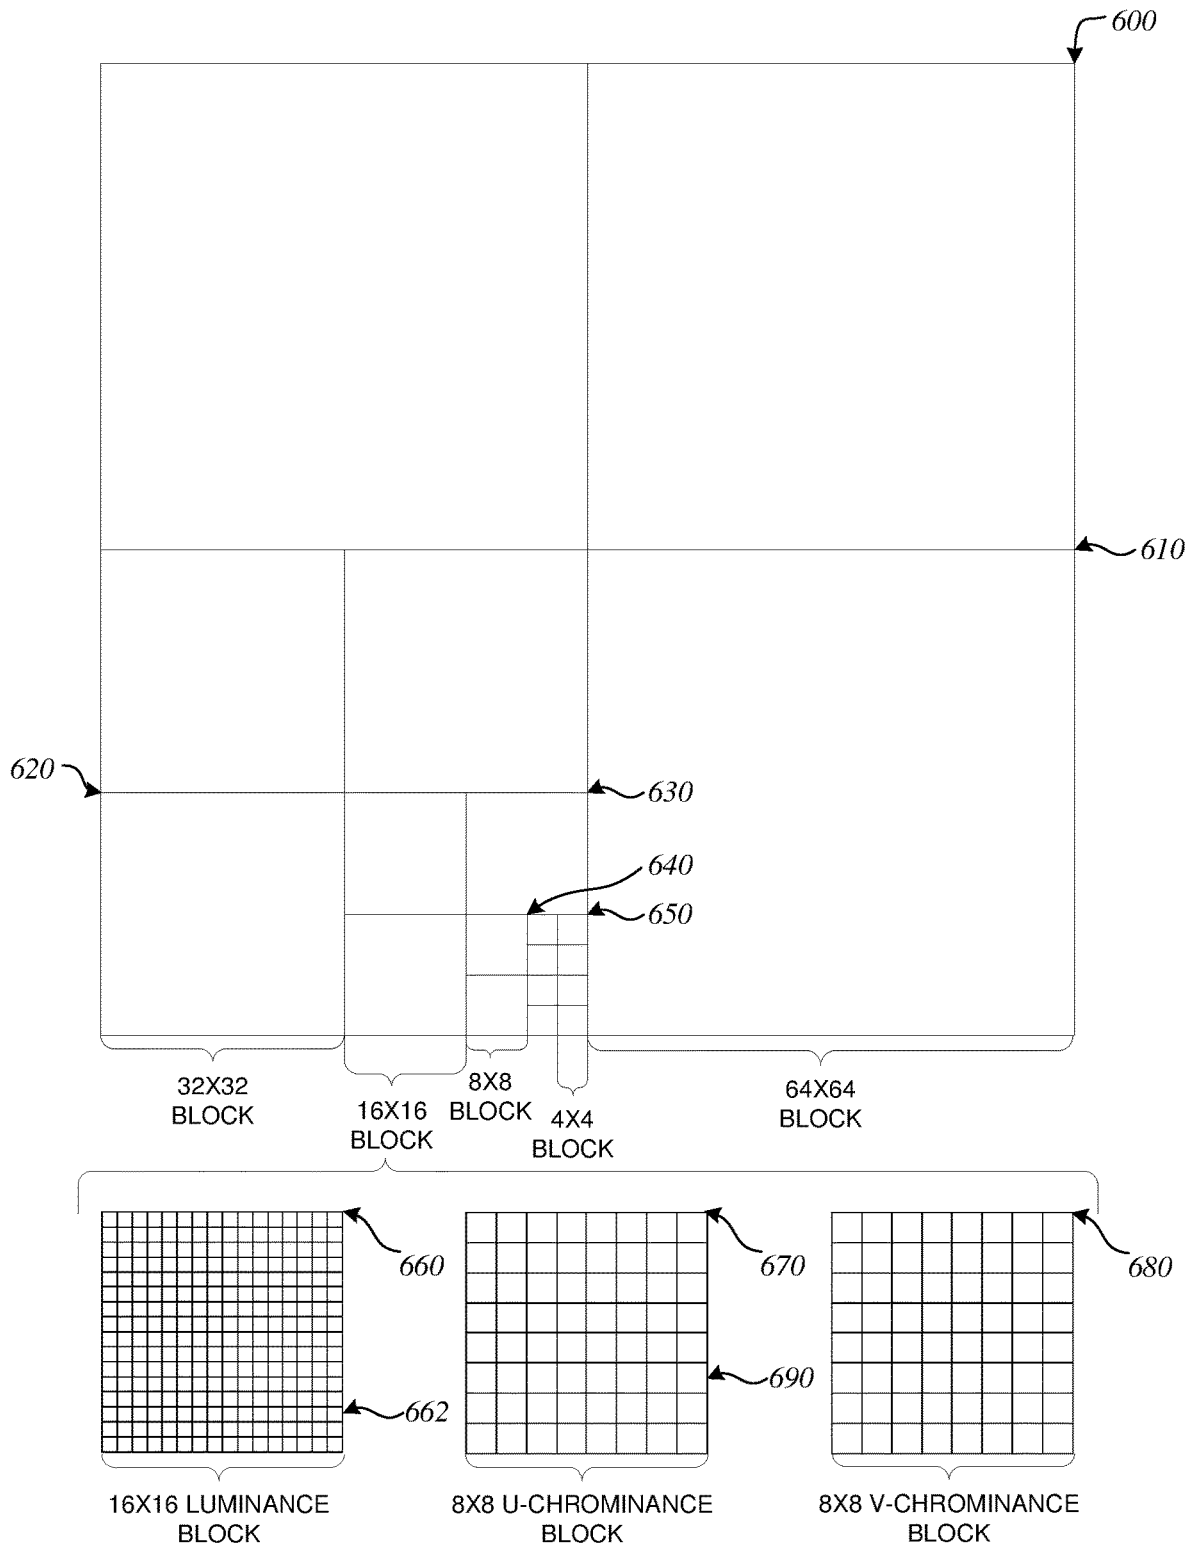 600
610
620
630
640
650
32X32
BLOCK
16X16
BLOCK
8X8
BLOCK
4X4
BLOCK
64X64
BLOCK
660
670
680
690
662
16X16 LUMINANCE
BLOCK
8X8 U-CHROMINANCE
BLOCK
8X8 V-CHROMINANCE
BLOCK